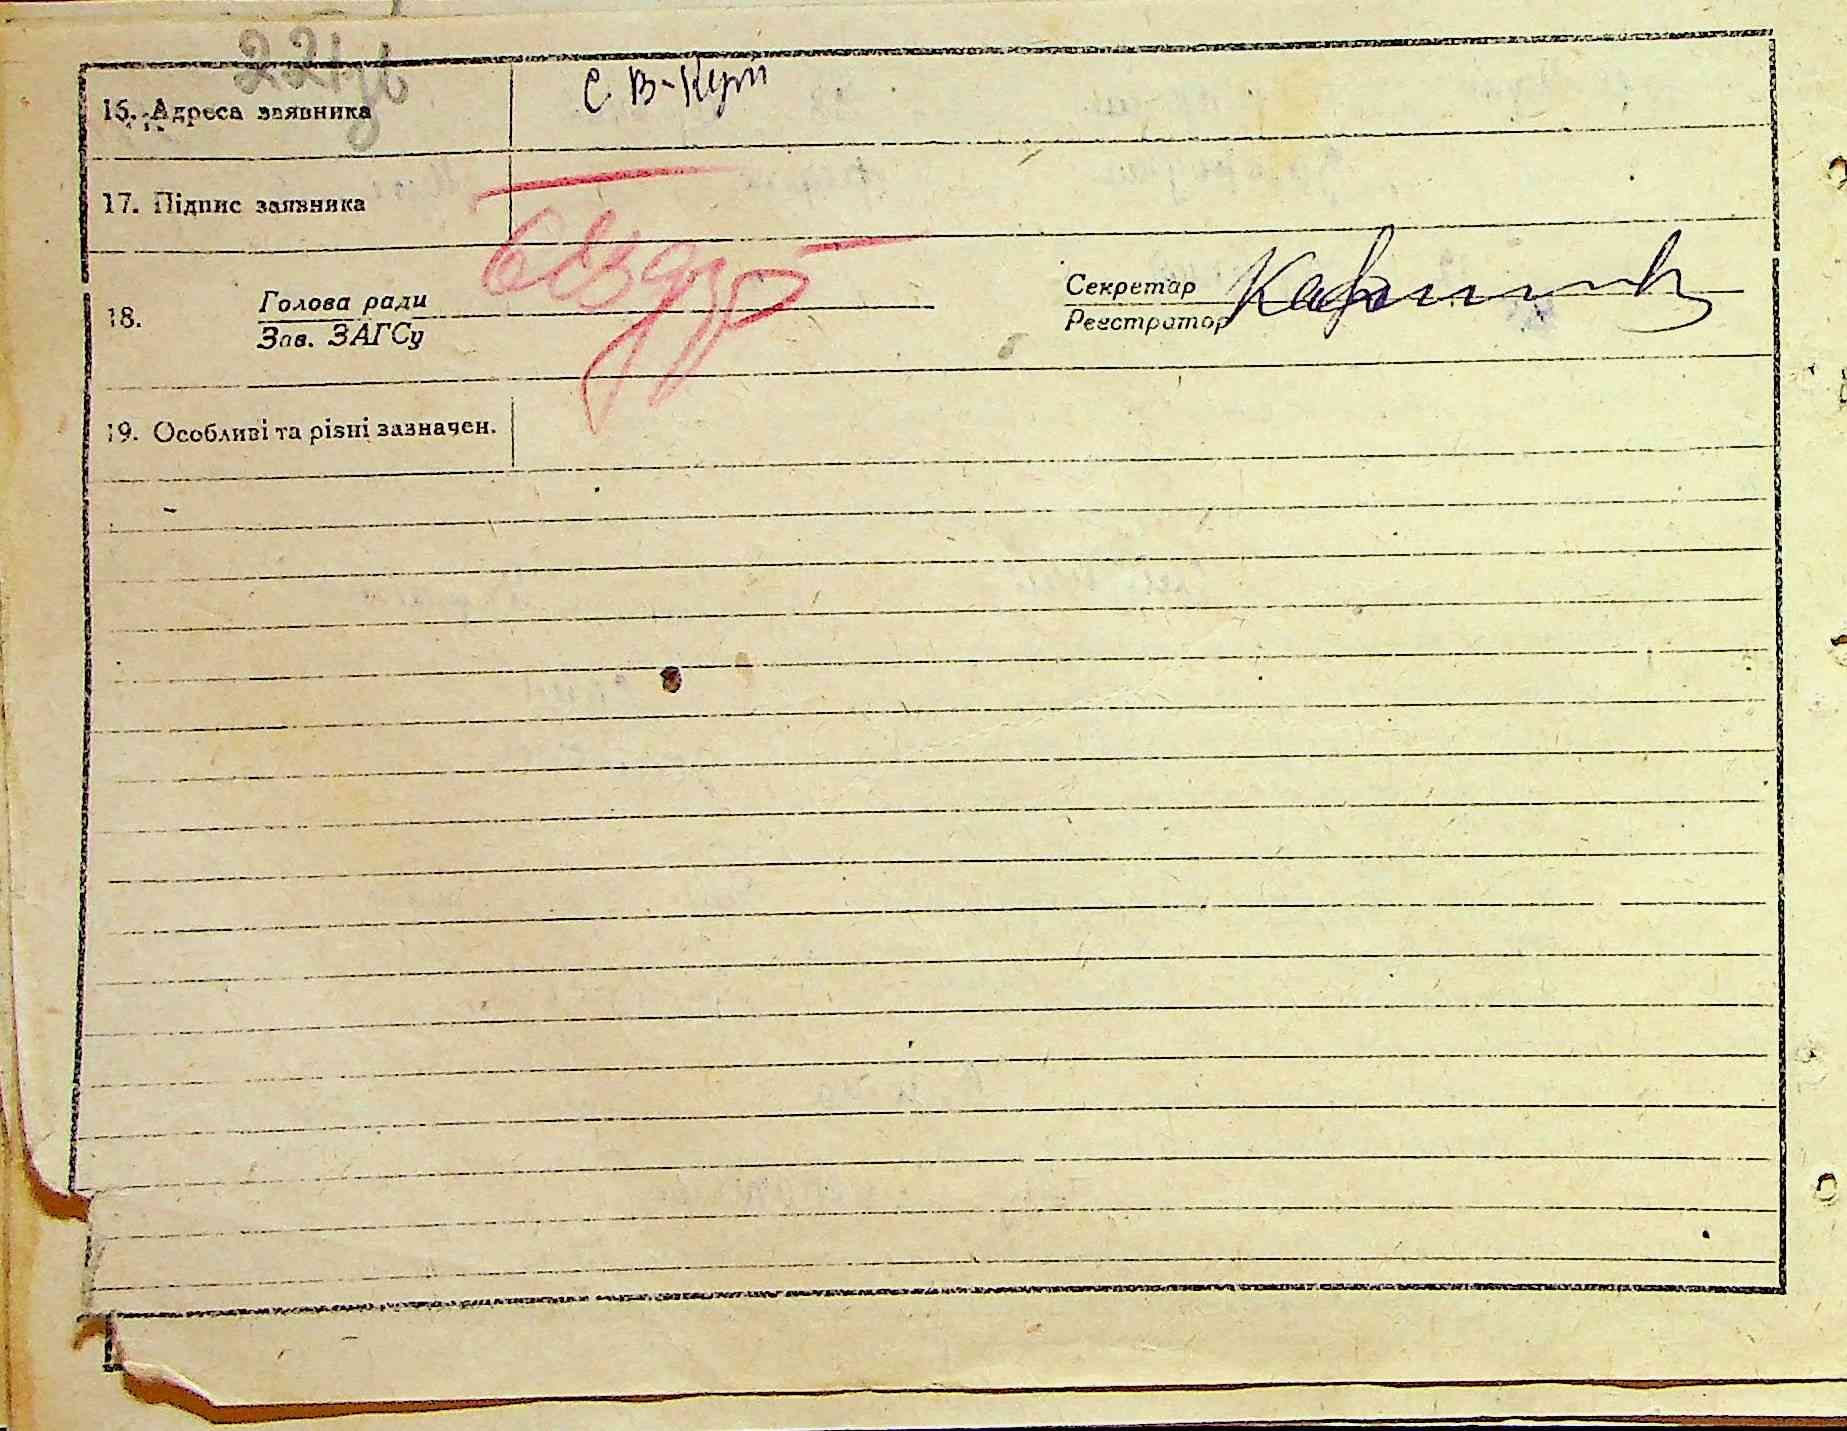 221
16. Адреса заявника с. В-Кут
17. Підпис заявника
18. Голова ради Секретар
Зав. ЗАГСу Реєстратор
19. Особливі та різні зазначен.